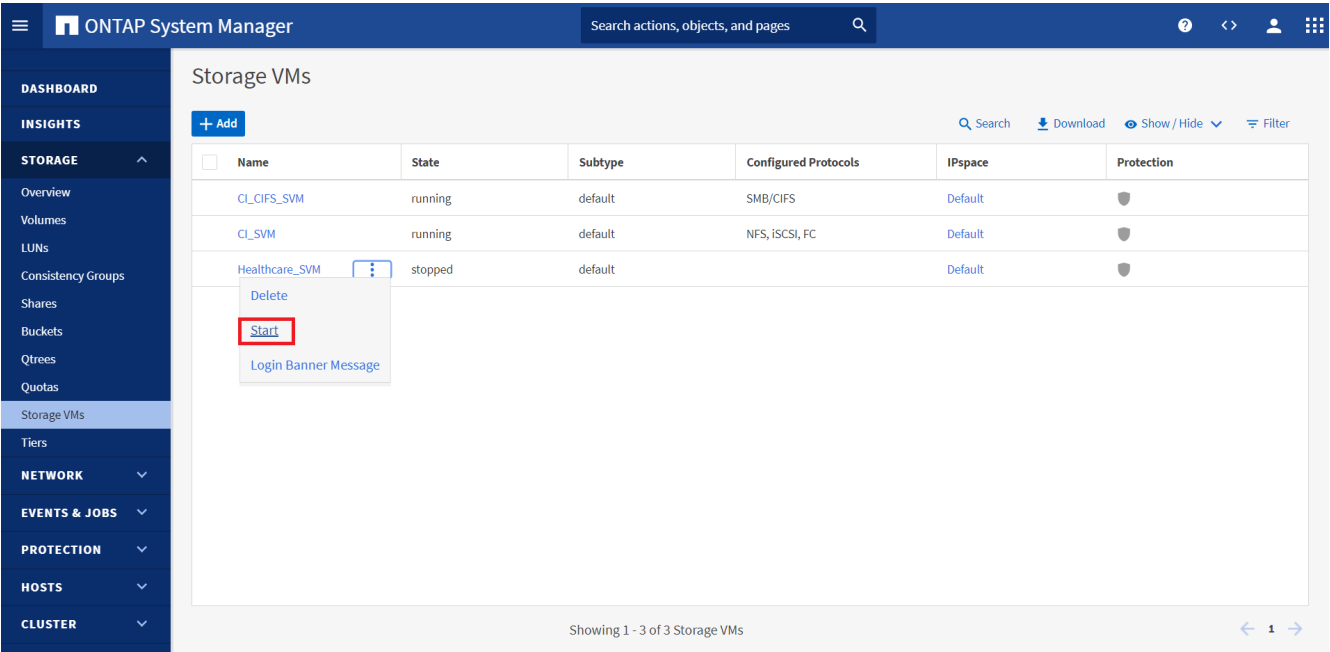 ONTAP System Manager
Search actions, objects, and pages
DASHBOARD
INSIGHTS
STORAGE
Overview
Volumes
LUNs
Consistency Groups
Shares
Buckets
Qtrees
Quotas
Storage VMs
Tiers
NETWORK
EVENTS & JOBS
PROTECTION
HOSTS
CLUSTER
Storage VMs
+ Add
Search Download Show / Hide Filter
Name State Subtype Configured Protocols IPspace Protection
CI_CIFS_SVM running default SMB/CIFS Default
CI_SVM running default NFS, iSCSI, FC Default
Healthcare_SVM stopped default Default
Delete
Start
Login Banner Message
Showing 1 - 3 of 3 Storage VMs
1